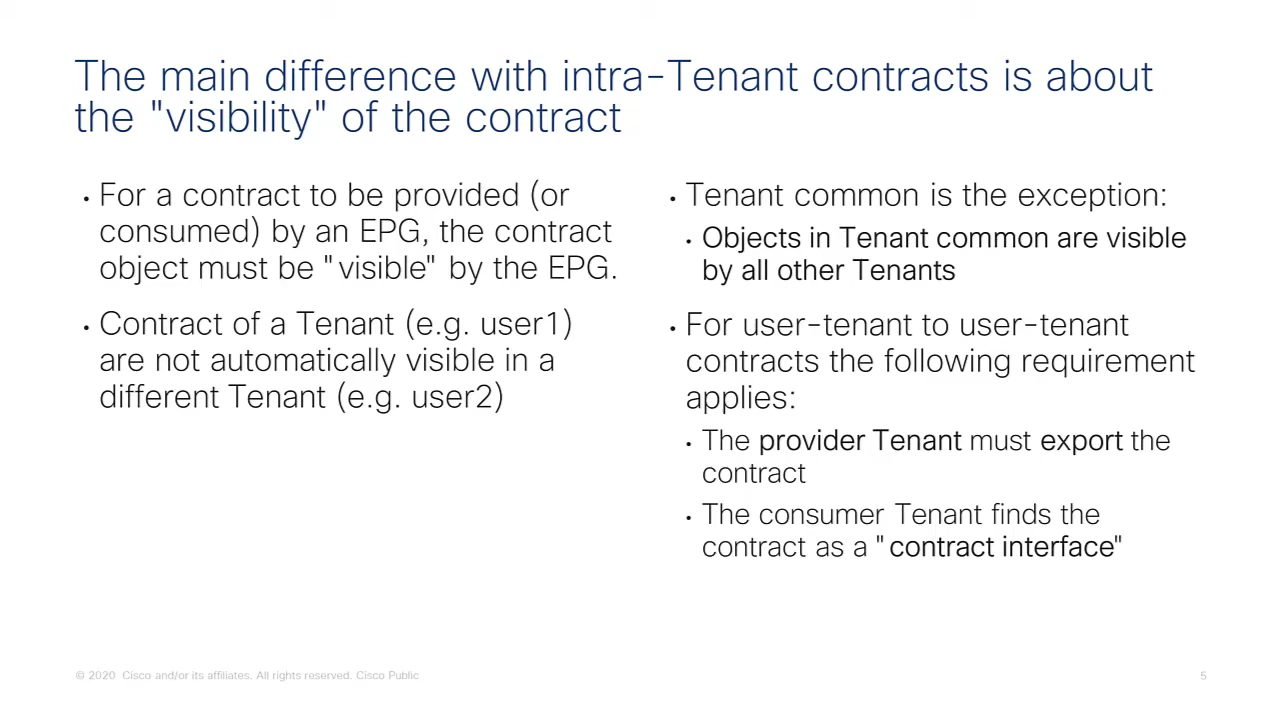 The main difference with intra-Tenant contracts is about
the "visibility" of the contract
• For a contract to be provided (or
consumed) by an EPG, the contract
object must be "visible" by the EPG.
• Contract of a Tenant (e.g. user1)
are not automatically visible in a
different Tenant (e.g. user2)
• Tenant common is the exception:
• Objects in Tenant common are visible
by all other Tenants
• For user-tenant to user-tenant
contracts the following requirement
applies:
• The provider Tenant must export the
contract
• The consumer Tenant finds the
contract as a "contract interface"
© 2020 Cisco and/or its affiliates. All rights reserved. Cisco Public
5